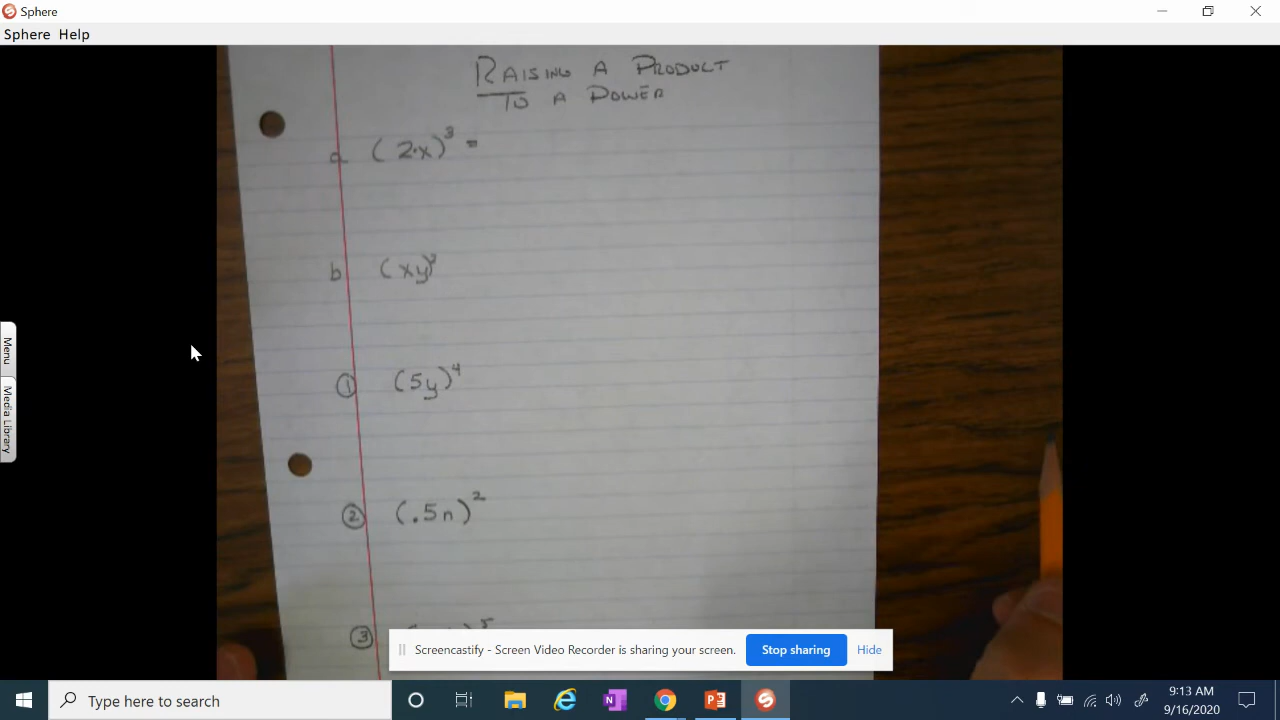 Sphere
Sphere Help
RAISING A PRODUCT
TO A POWER
a (2·x)³ =
b (xy)³
① (5y)⁴
② (.5n)²
③
Menu
Media Library
Screencastify - Screen Video Recorder is sharing your screen.
Stop sharing
Hide
Type here to search
9:13 AM
9/16/2020